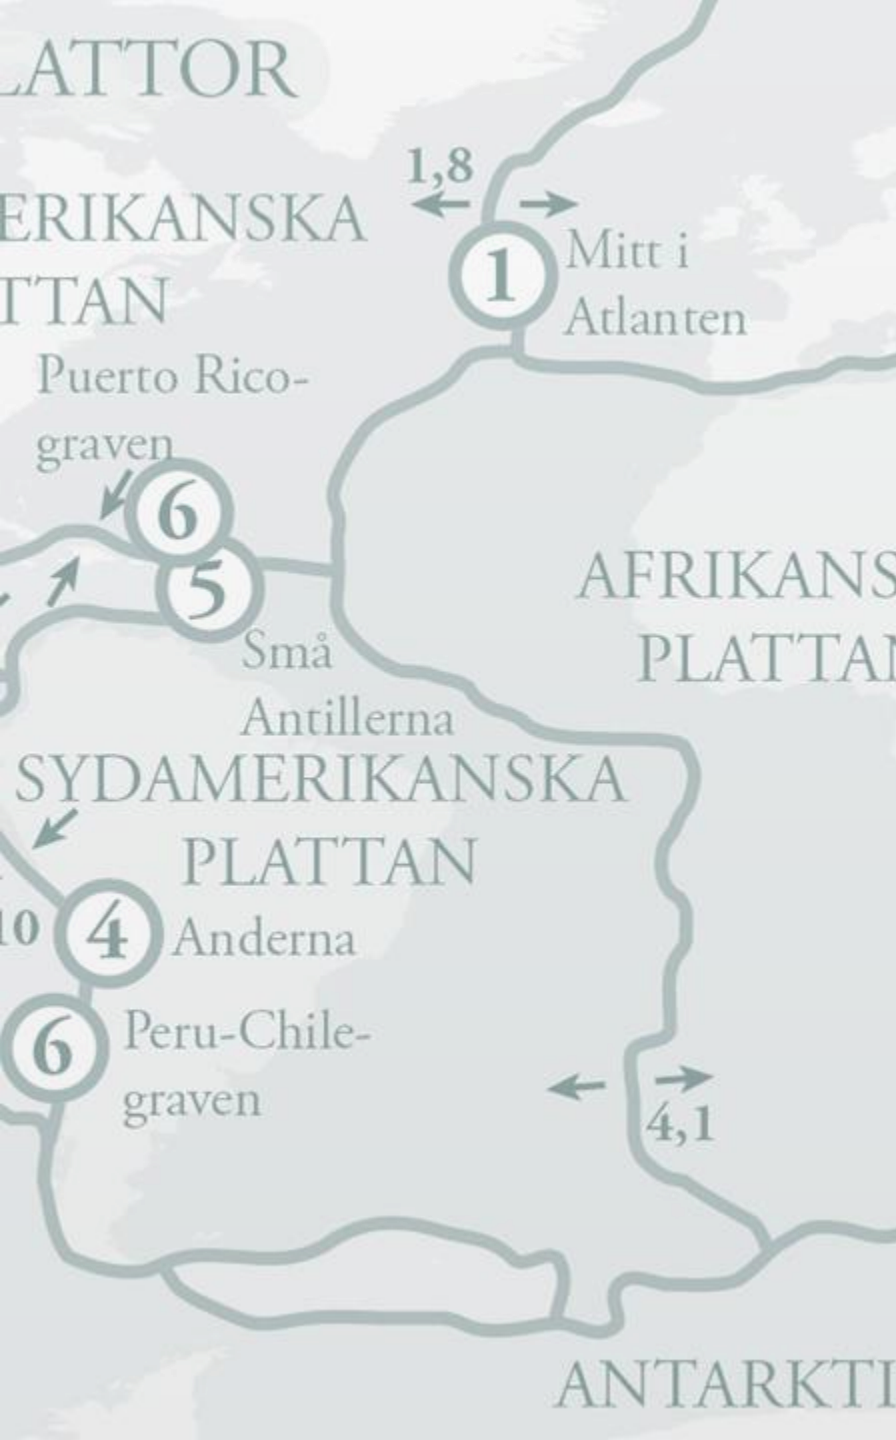 LATTOR
1,8
ERIKANSKA
TTAN
1
Mitt i
Atlanten
Puerto Rico-
graven
6
5
AFRIKANS
PLATTAN
Små
Antillerna
SYDAMERIKANSKA
PLATTAN
10
4
Anderna
6
Peru-Chile-
graven
4,1
ANTARKTI